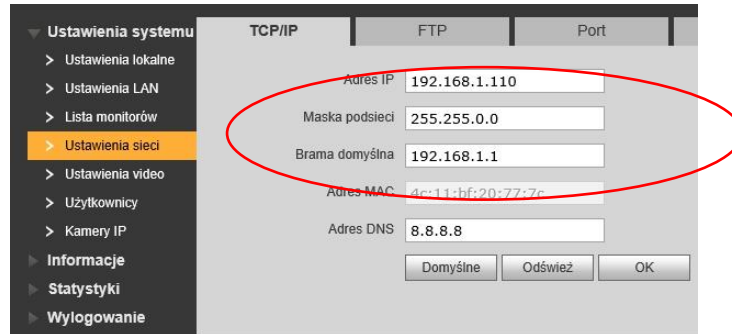 Ustawienia systemu
Ustawienia lokalne
Ustawienia LAN
Lista monitorów
Ustawienia sieci
Ustawienia video
Użytkownicy
Kamery IP
Informacje
Statystyki
Wylogowanie
TCP/IP FTP Port
Adres IP 192.168.1.110
Maska podsieci 255.255.0.0
Brama domyślna 192.168.1.1
Adres MAC 4c:11:bf:20:77:7c
Adres DNS 8.8.8.8
Domyślne Odśwież OK